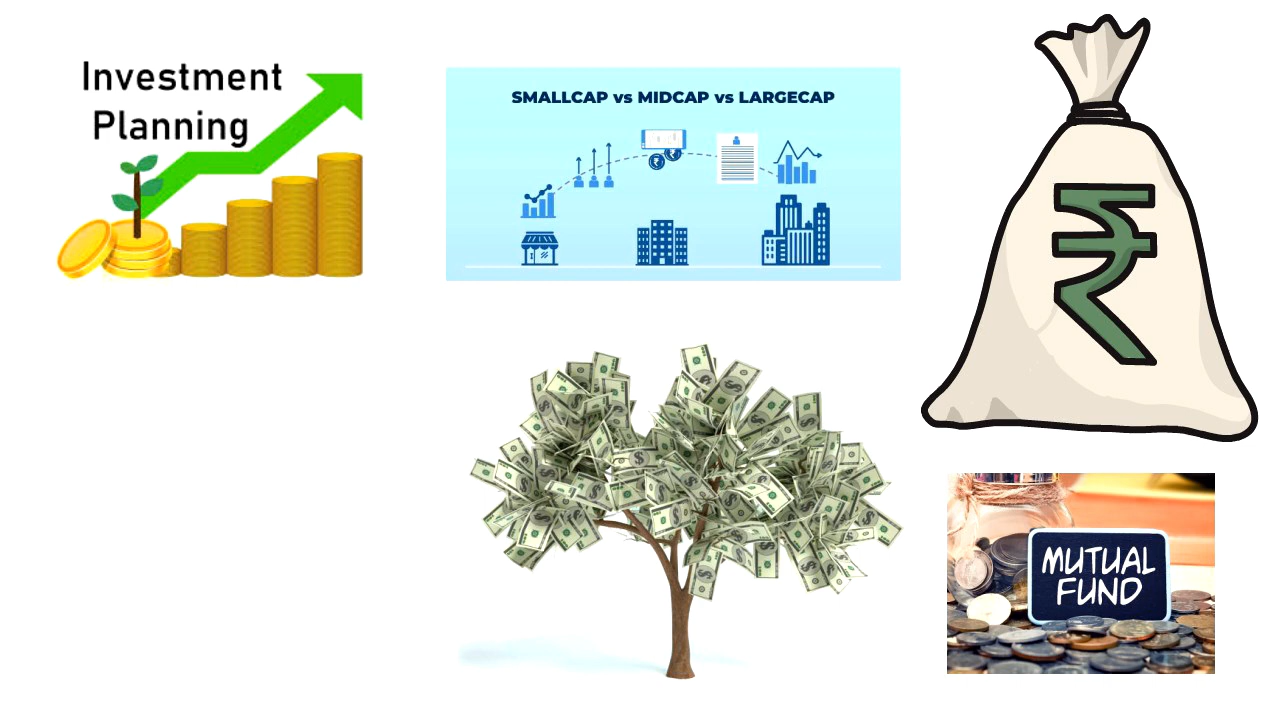 Investment
Planning
SMALLCAP vs MIDCAP vs LARGECAP
₹
MUTUAL
FUND